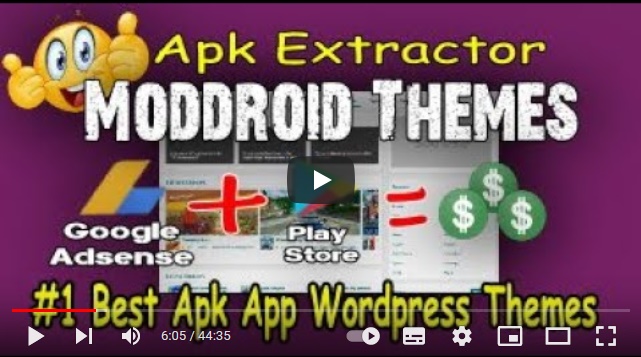 Apk Extractor
MODDROID THEMES
Google
Adsense
Play
Store
#1 Best Apk App Wordpress Themes
6:05 / 44:35